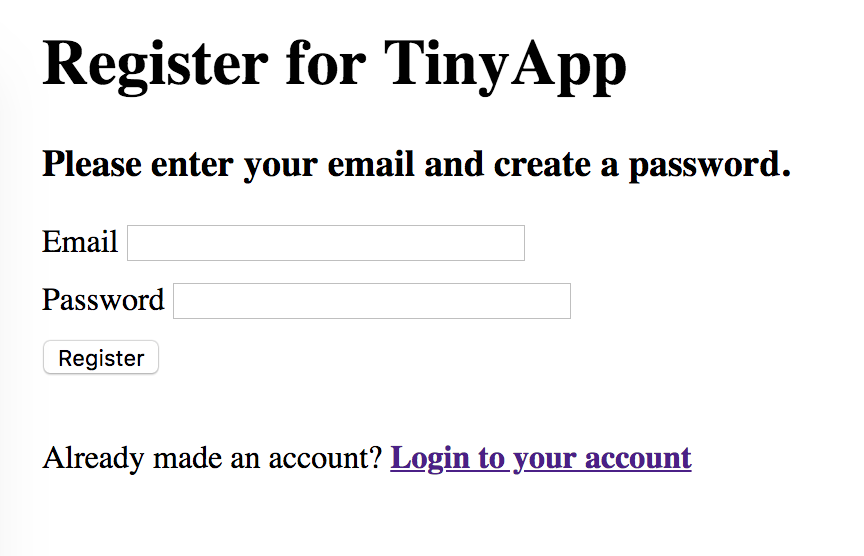 Register for TinyApp
Please enter your email and create a password.
Email
Password
Register
Already made an account? Login to your account